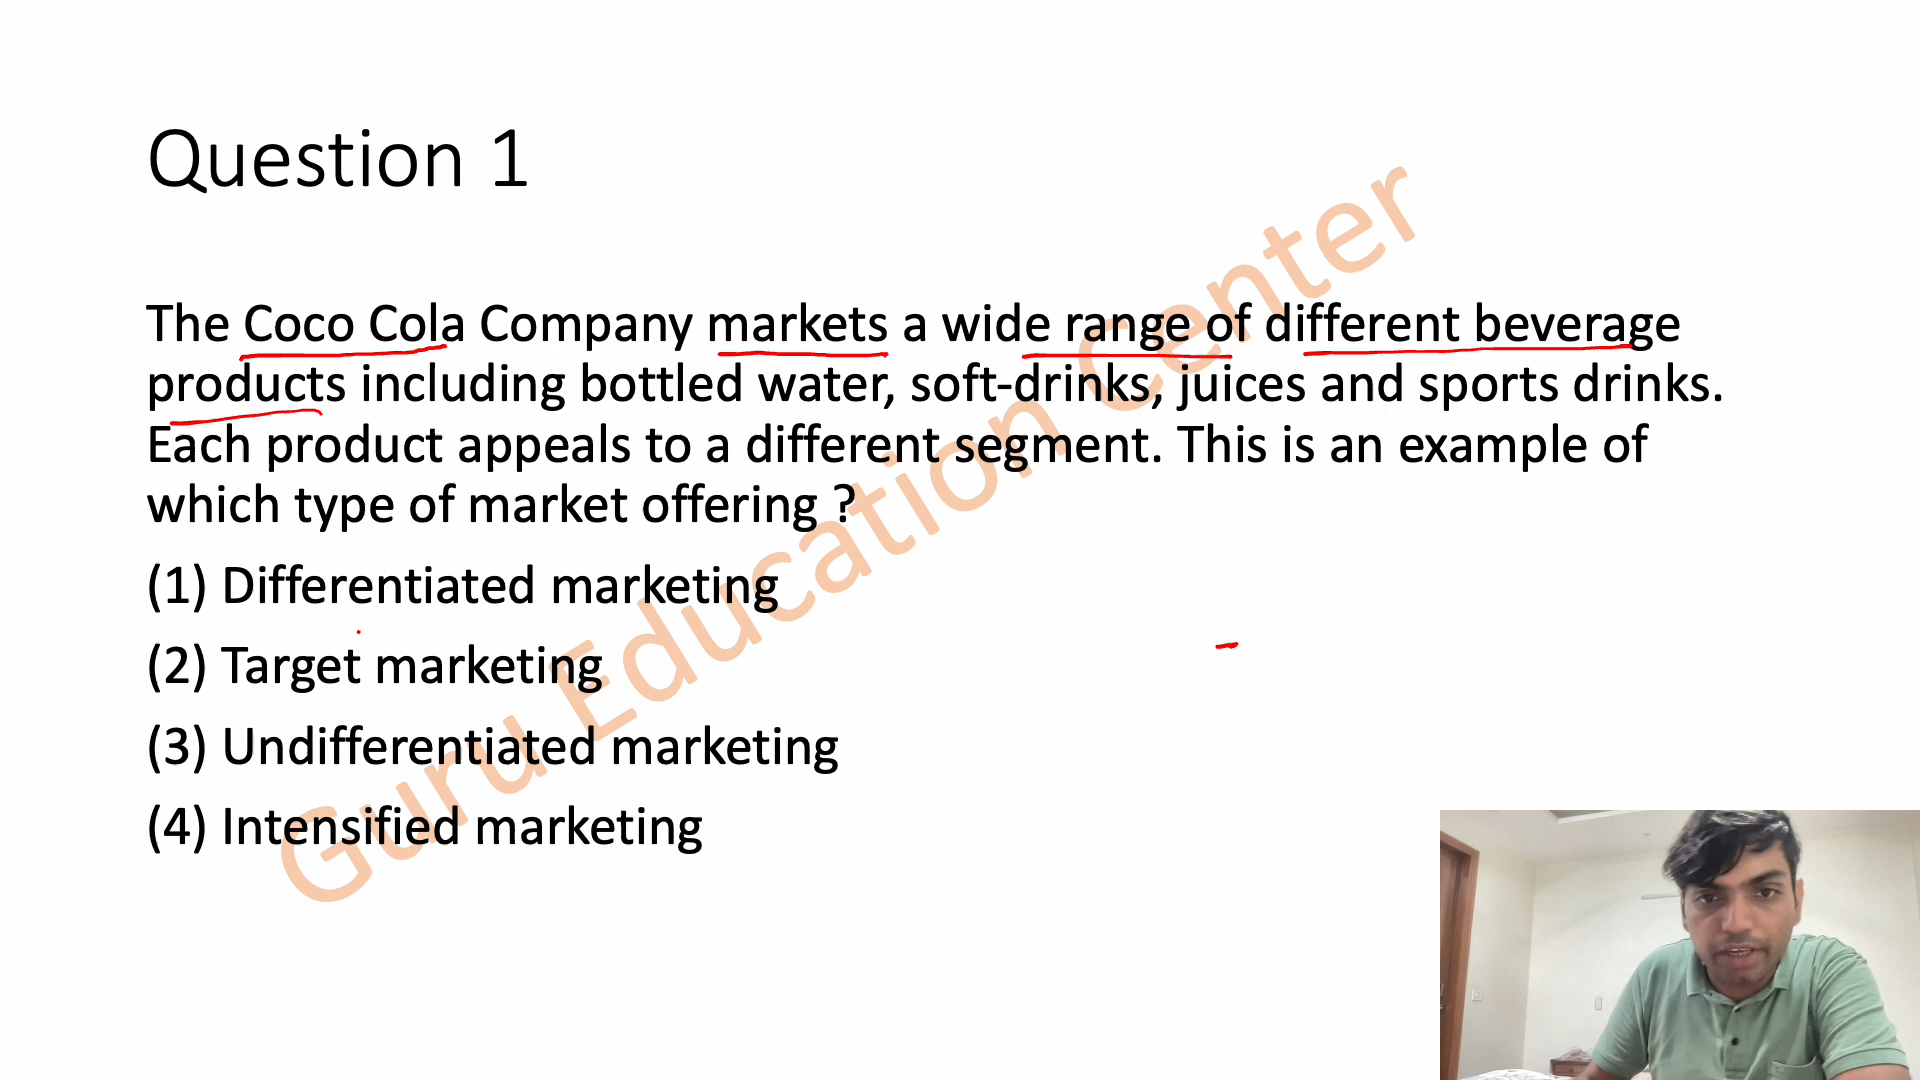 Question 1
The Coco Cola Company markets a wide range of different beverage
products including bottled water, soft-drinks, juices and sports drinks.
Each product appeals to a different segment. This is an example of
which type of market offering ?
(1) Differentiated marketing
(2) Target marketing
(3) Undifferentiated marketing
(4) Intensified marketing
Guru Education Center